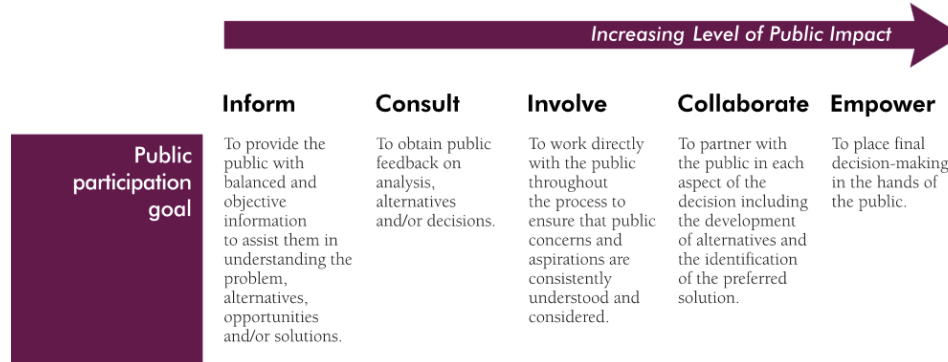 Increasing Level of Public Impact
Inform
To provide the
public with
balanced and
objective
information
to assist them in
understanding the
problem,
alternatives,
opportunities
and/or solutions.
Consult
To obtain public
feedback on
analysis,
alternatives
and/or decisions.
Involve
To work directly
with the public
throughout
the process to
ensure that public
concerns and
aspirations are
consistently
understood and
considered.
Collaborate
To partner with
the public in each
aspect of the
decision including
the development
of alternatives and
the identification
of the preferred
solution.
Empower
To place final
decision-making
in the hands of
the public.
Public
participation
goal